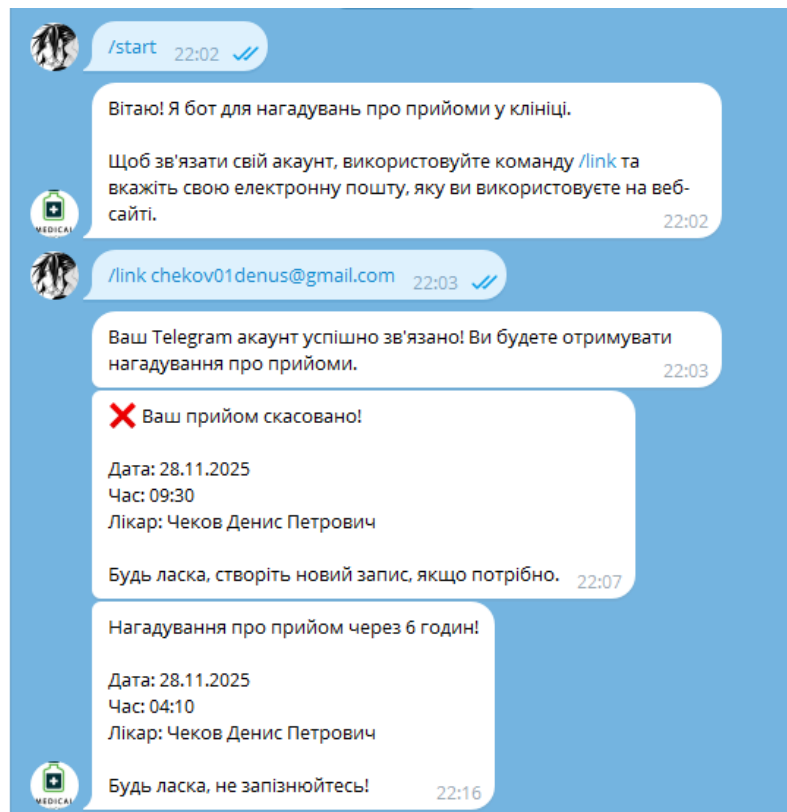 /start 22:02
Вітаю! Я бот для нагадувань про прийоми у клініці.
Щоб зв'язати свій акаунт, використовуйте команду /link та
вкажіть свою електронну пошту, яку ви використовуєте на веб-
сайті.
22:02
MEDICAL
/link chekov01denus@gmail.com 22:03
Ваш Telegram акаунт успішно зв'язано! Ви будете отримувати
нагадування про прийоми.
22:03
❌ Ваш прийом скасовано!
Дата: 28.11.2025
Час: 09:30
Лікар: Чеков Денис Петрович
Будь ласка, створіть новий запис, якщо потрібно. 22:07
Нагадування про прийом через 6 годин!
Дата: 28.11.2025
Час: 04:10
Лікар: Чеков Денис Петрович
Будь ласка, не запізнюйтесь! 22:16
MEDICAL